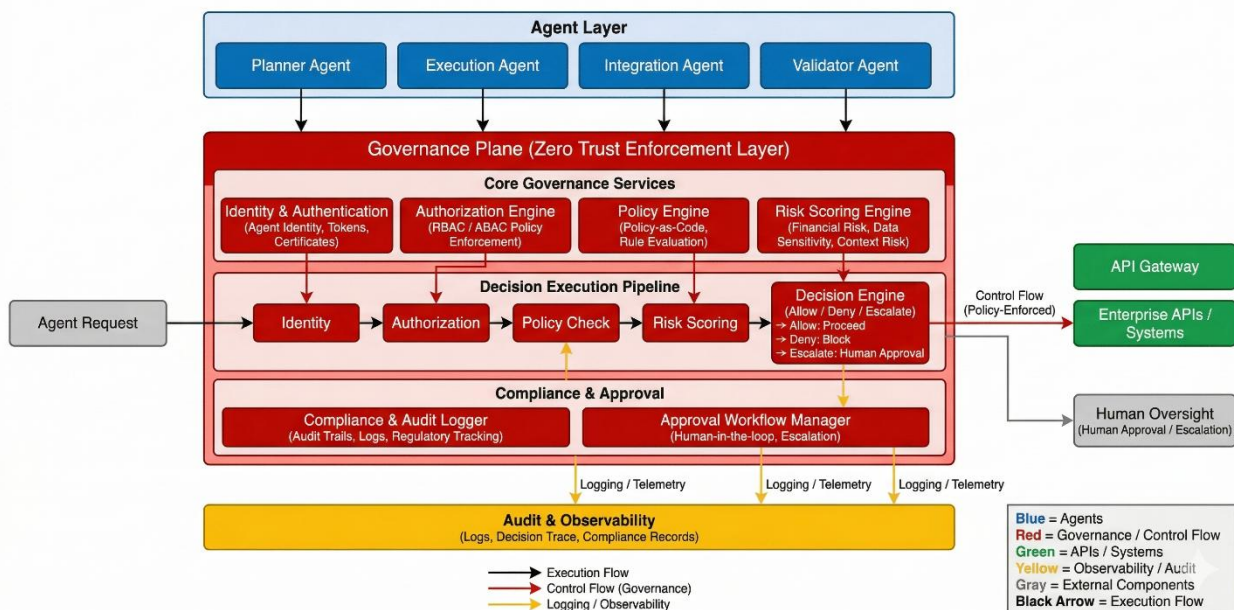 Agent Layer
Planner Agent
Execution Agent
Integration Agent
Validator Agent
Governance Plane (Zero Trust Enforcement Layer)
Core Governance Services
Identity & Authentication
(Agent Identity, Tokens,
Certificates)
Authorization Engine
(RBAC / ABAC Policy
Enforcement)
Policy Engine
(Policy-as-Code,
Rule Evaluation)
Risk Scoring Engine
(Financial Risk, Data
Sensitivity, Context Risk)
Agent Request
Decision Execution Pipeline
Identity
Authorization
Policy Check
Risk Scoring
Decision Engine
(Allow / Deny / Escalate)
→ Allow: Proceed
→ Deny: Block
→ Escalate: Human Approval
Control Flow
(Policy-Enforced)
API Gateway
Enterprise APIs /
Systems
Human Oversight
(Human Approval / Escalation)
Compliance & Approval
Compliance & Audit Logger
(Audit Trails, Logs, Regulatory Tracking)
Approval Workflow Manager
(Human-in-the-loop, Escalation)
Logging / Telemetry
Logging / Telemetry
Logging / Telemetry
Audit & Observability
(Logs, Decision Trace, Compliance Records)
Execution Flow
Control Flow (Governance)
Logging / Observability
Blue = Agents
Red = Governance / Control Flow
Green = APIs / Systems
Yellow = Observability / Audit
Gray = External Components
Black Arrow = Execution Flow